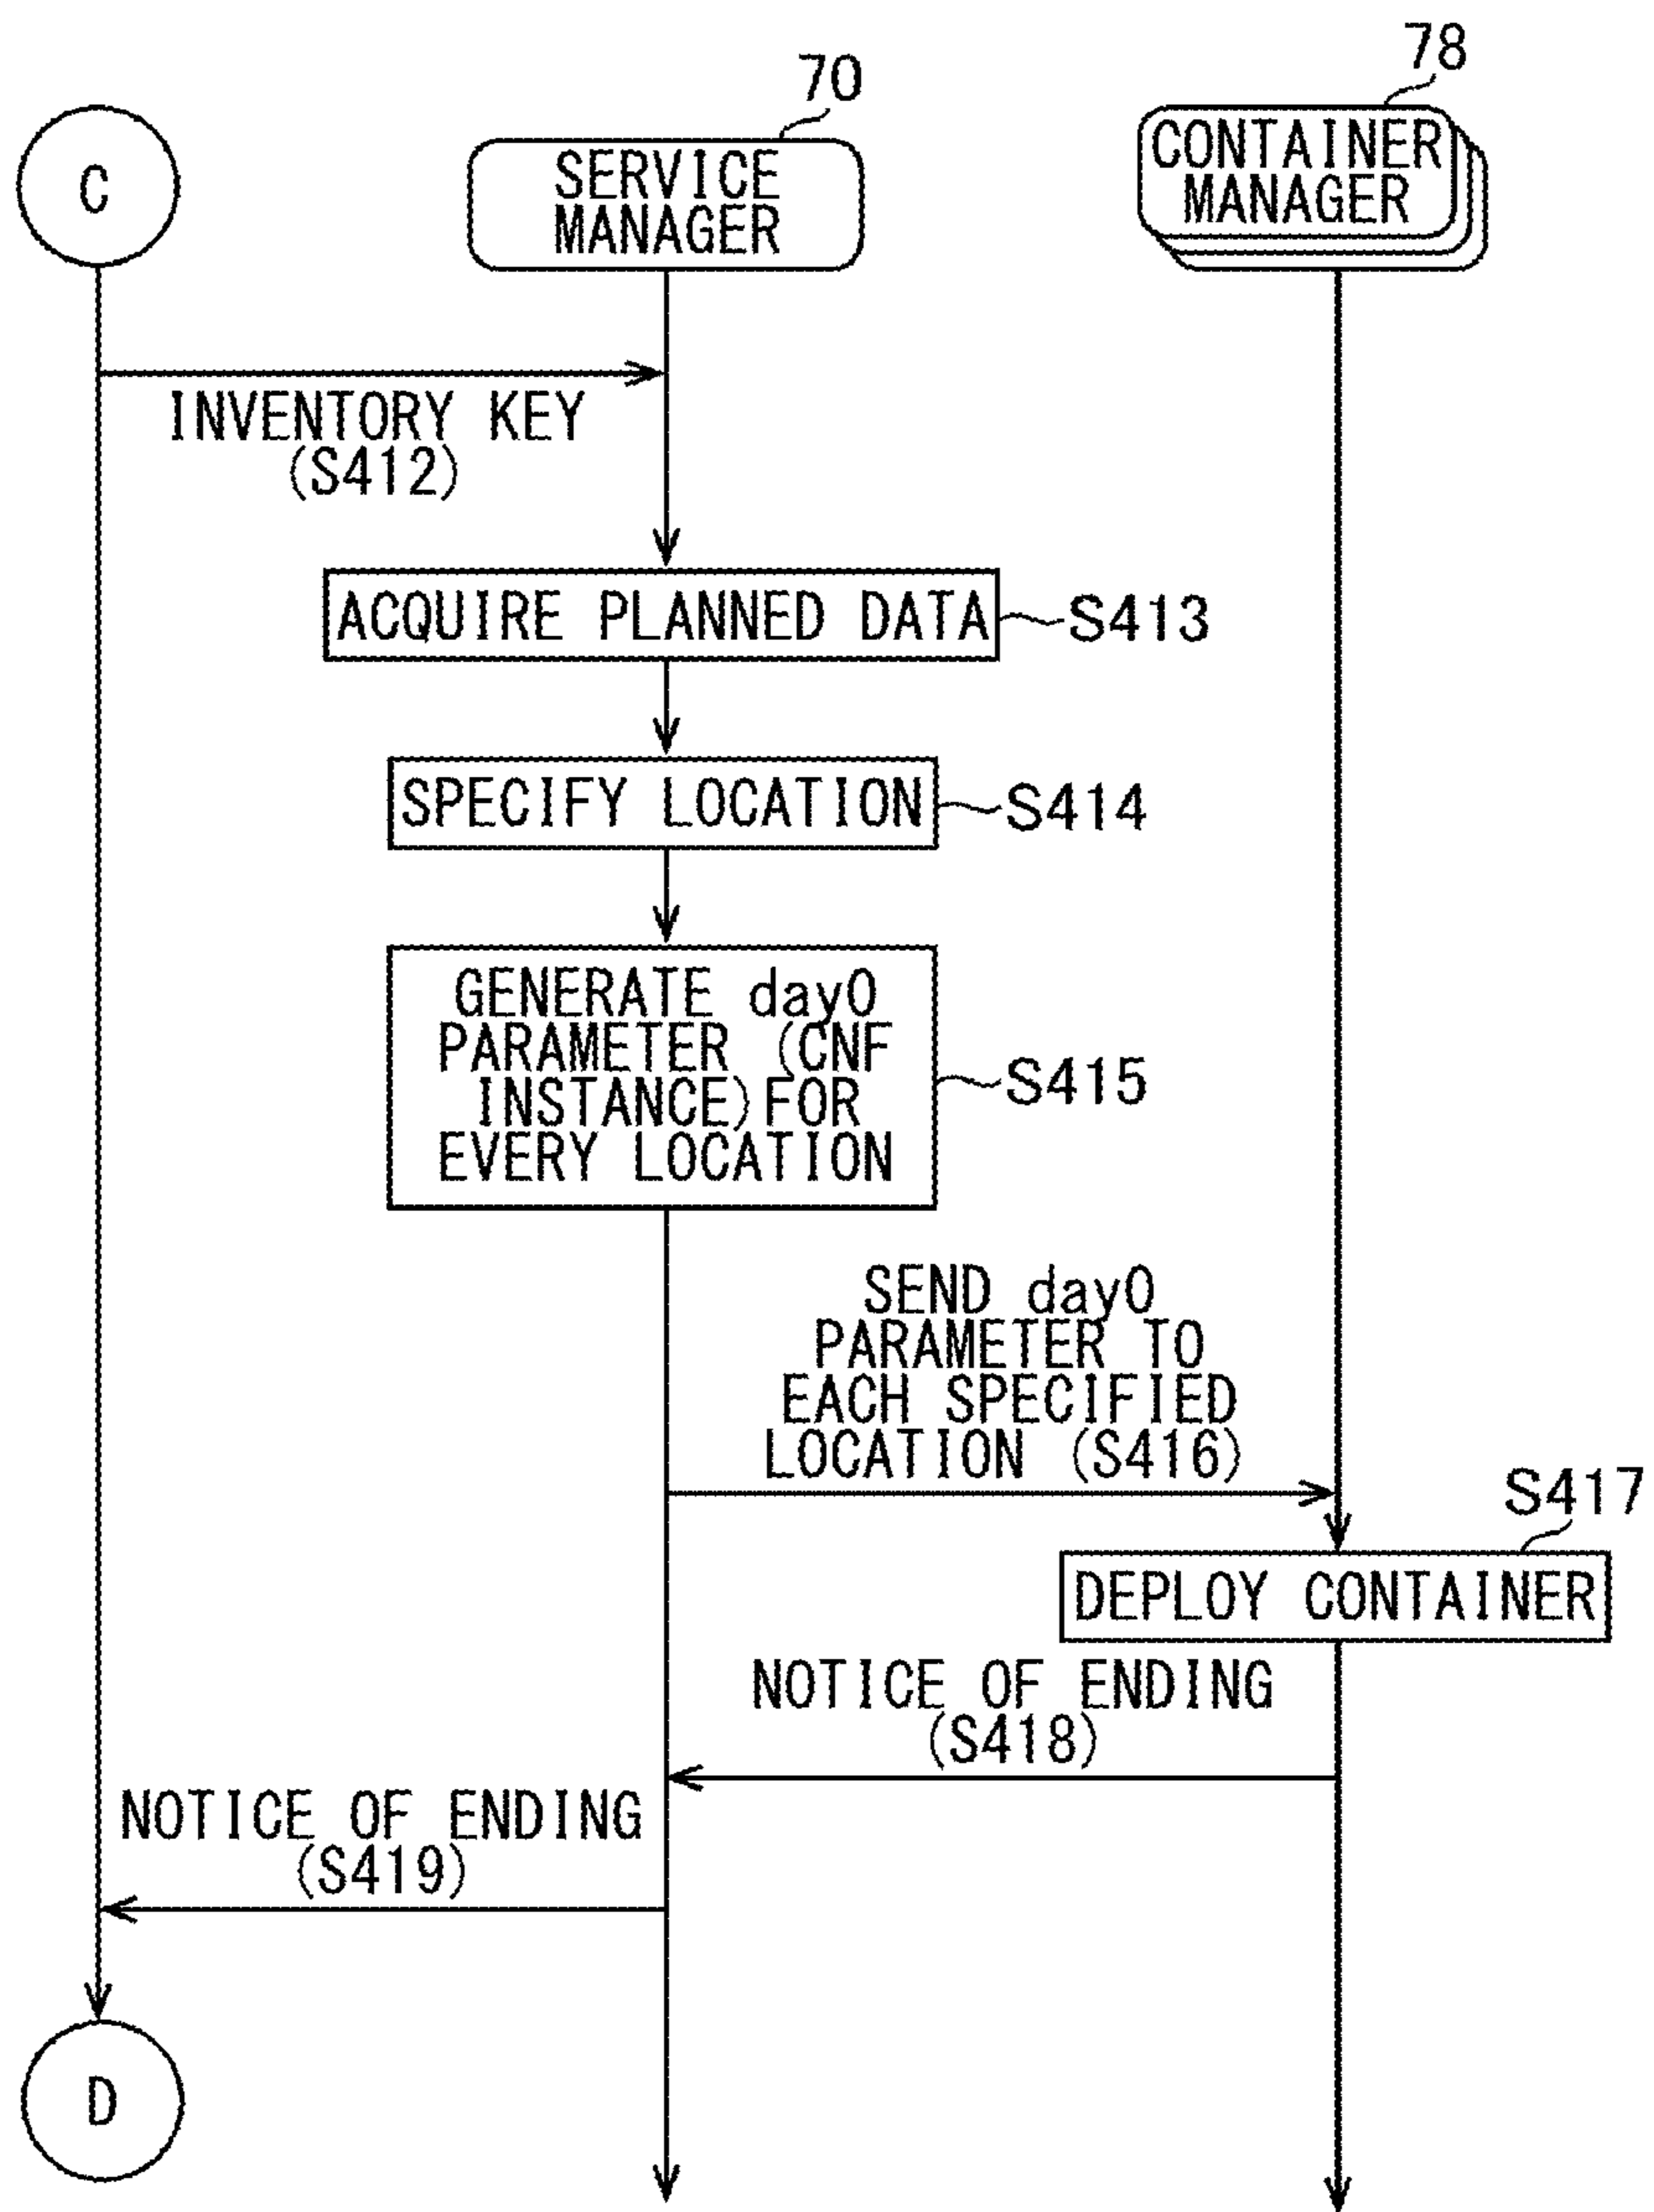 78
70
C
SERVICE
MANAGER
CONTAINER
MANAGER
INVENTORY KEY
(S412)
ACQUIRE PLANNED DATA
S413
SPECIFY LOCATION
S414
GENERATE day0
PARAMETER (CNF
INSTANCE) FOR
EVERY LOCATION
S415
SEND day0
PARAMETER TO
EACH SPECIFIED
LOCATION (S416)
S417
DEPLOY CONTAINER
NOTICE OF ENDING
(S418)
NOTICE OF ENDING
(S419)
D